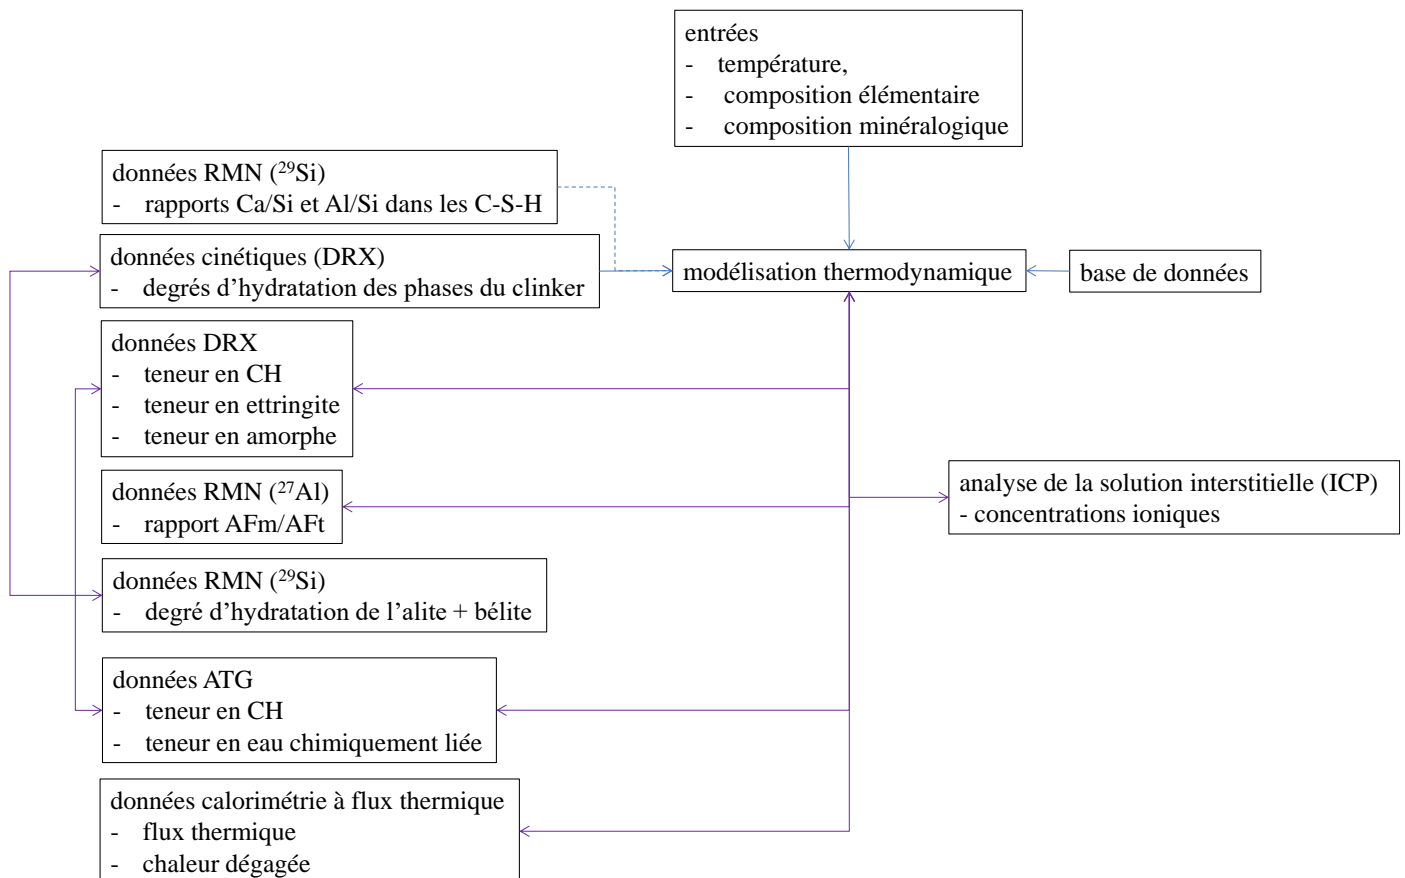 entrées
- température,
- composition élémentaire
- composition minéralogique
données RMN (²⁹Si)
- rapports Ca/Si et Al/Si dans les C-S-H
données cinétiques (DRX)
- degrés d’hydratation des phases du clinker
modélisation thermodynamique
base de données
données DRX
- teneur en CH
- teneur en ettringite
- teneur en amorphe
données RMN (²⁷Al)
- rapport AFm/AFt
analyse de la solution interstitielle (ICP)
- concentrations ioniques
données RMN (²⁹Si)
- degré d’hydratation de l’alite + bélite
données ATG
- teneur en CH
- teneur en eau chimiquement liée
données calorimétrie à flux thermique
- flux thermique
- chaleur dégagée